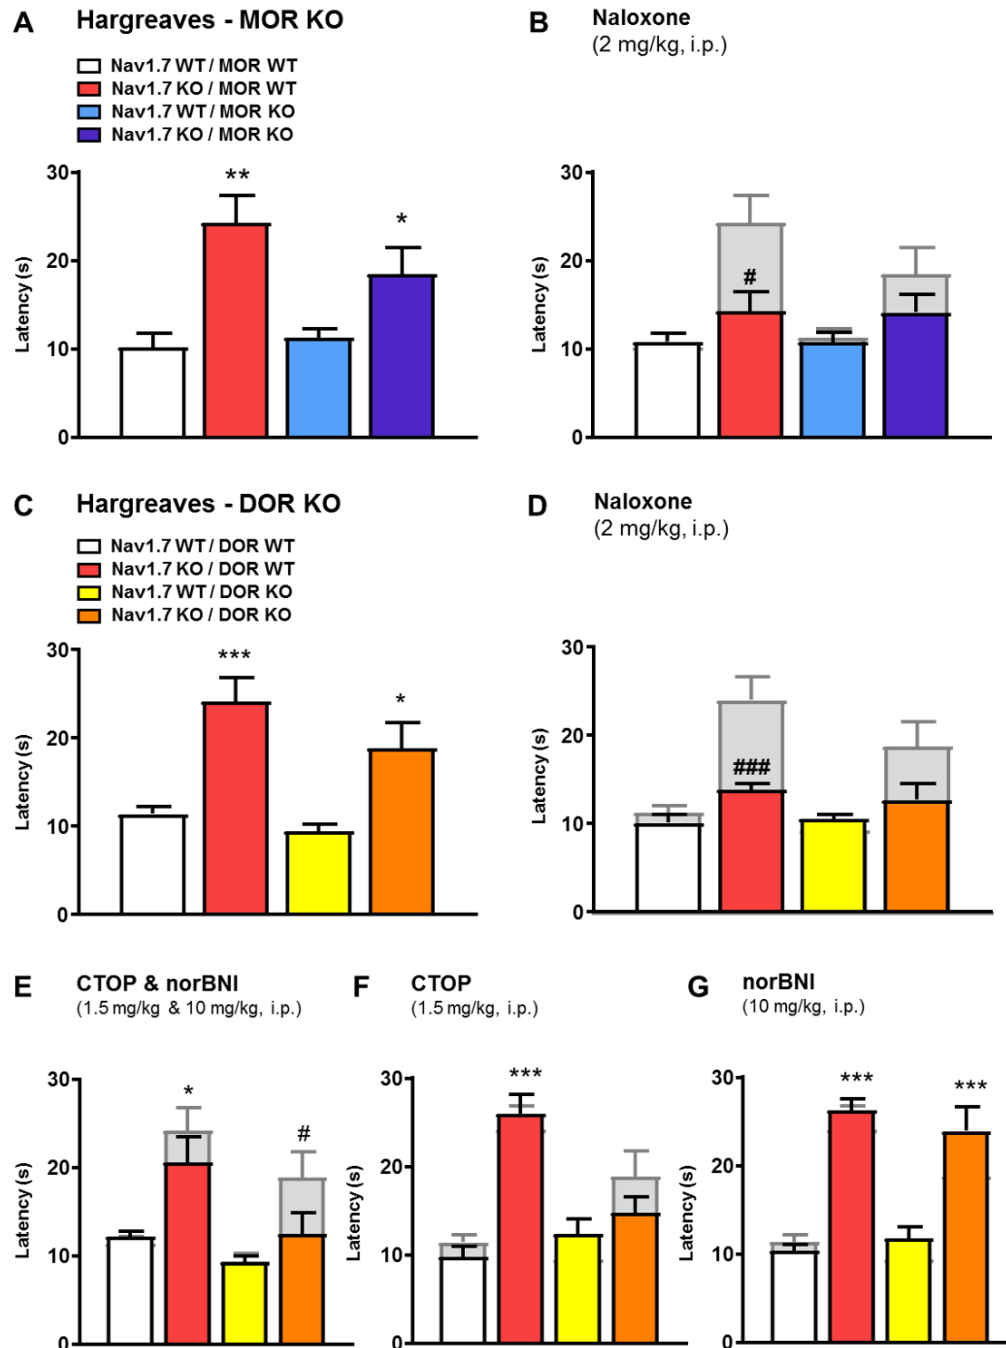 A Hargreaves - MOR KO
Nav1.7 WT / MOR WT
Nav1.7 KO / MOR WT
Nav1.7 WT / MOR KO
Nav1.7 KO / MOR KO
30
20
10
0
Latency (s)
**
*
B Naloxone
(2 mg/kg, i.p.)
30
20
10
0
Latency (s)
#
C Hargreaves - DOR KO
Nav1.7 WT / DOR WT
Nav1.7 KO / DOR WT
Nav1.7 WT / DOR KO
Nav1.7 KO / DOR KO
30
20
10
0
Latency (s)
***
*
D Naloxone
(2 mg/kg, i.p.)
30
20
10
0
Latency (s)
###
E CTOP & norBNI
(1.5 mg/kg & 10 mg/kg, i.p.)
30
20
10
0
Latency (s)
*
#
F CTOP
(1.5 mg/kg, i.p.)
30
20
10
0
Latency (s)
***
G norBNI
(10 mg/kg, i.p.)
30
20
10
0
Latency (s)
***
***